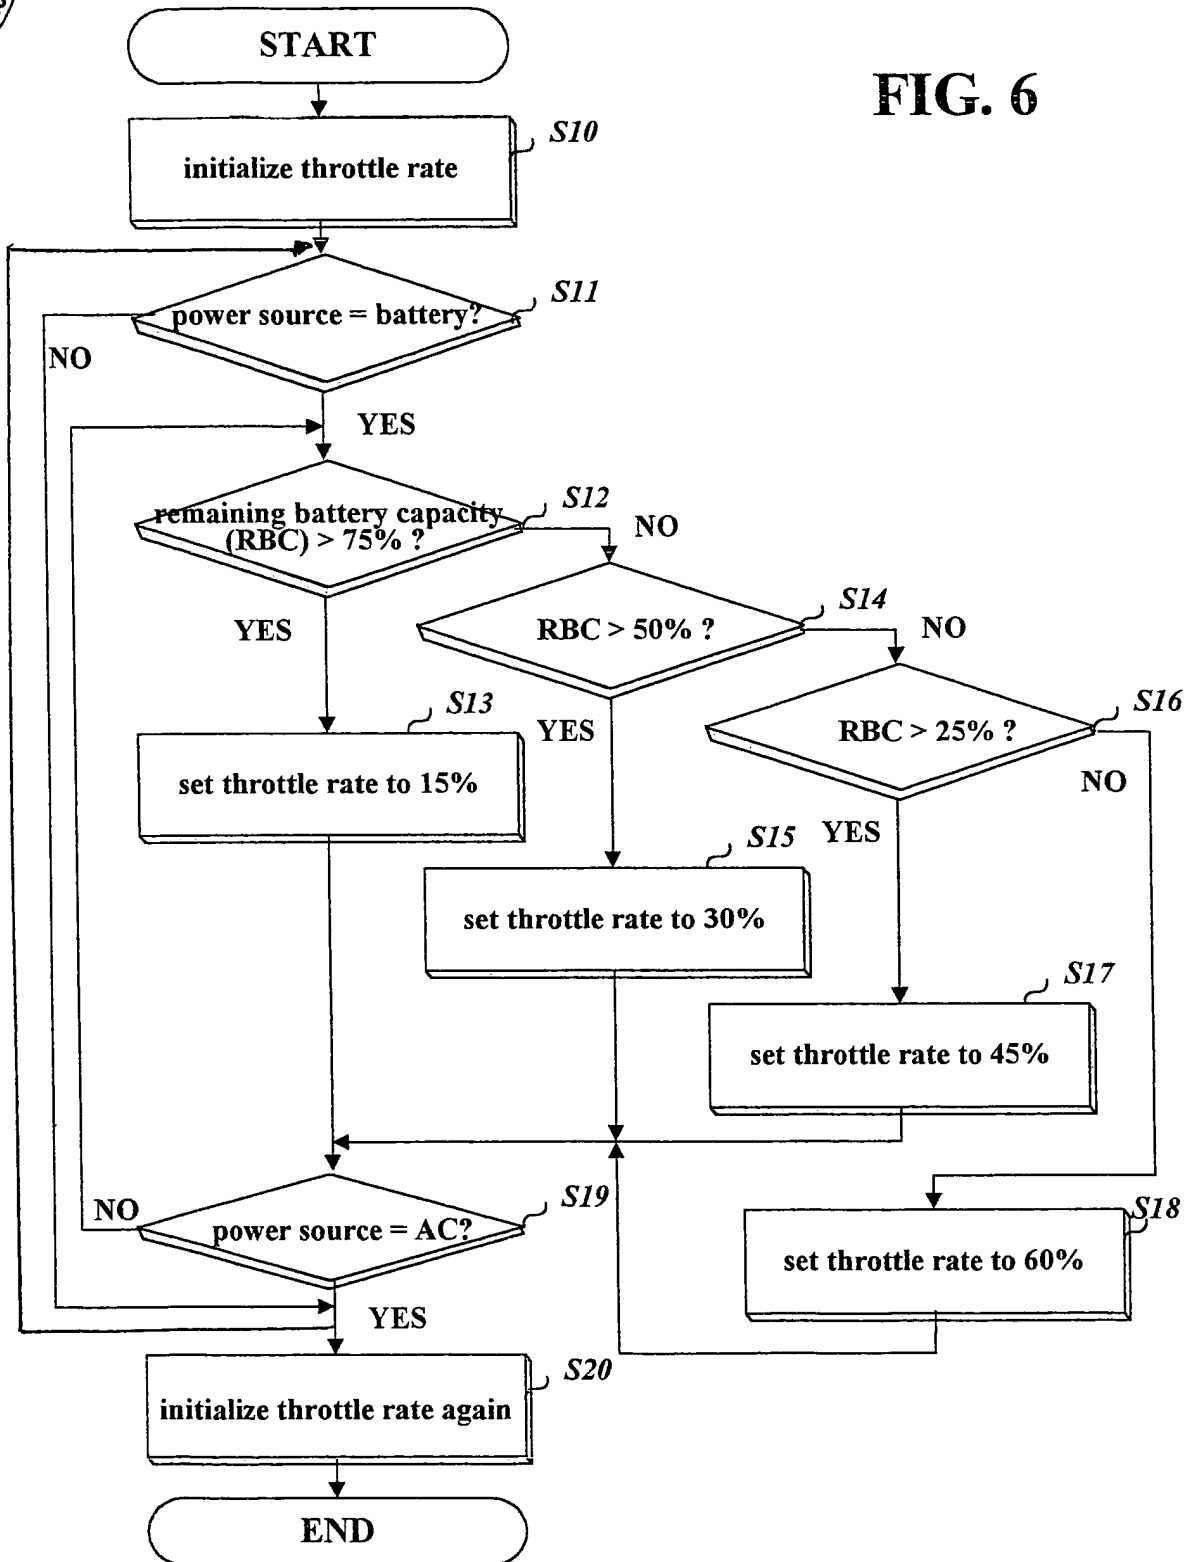 START
FIG. 6
S10
initialize throttle rate
S11
power source = battery?
NO
YES
S12
remaining battery capacity
(RBC) > 75% ?
NO
S14
YES
RBC > 50% ?
NO
S16
S13
YES
RBC > 25% ?
set throttle rate to 15%
NO
S15
YES
set throttle rate to 30%
S17
set throttle rate to 45%
S19
NO
S18
power source = AC?
set throttle rate to 60%
YES
S20
initialize throttle rate again
END